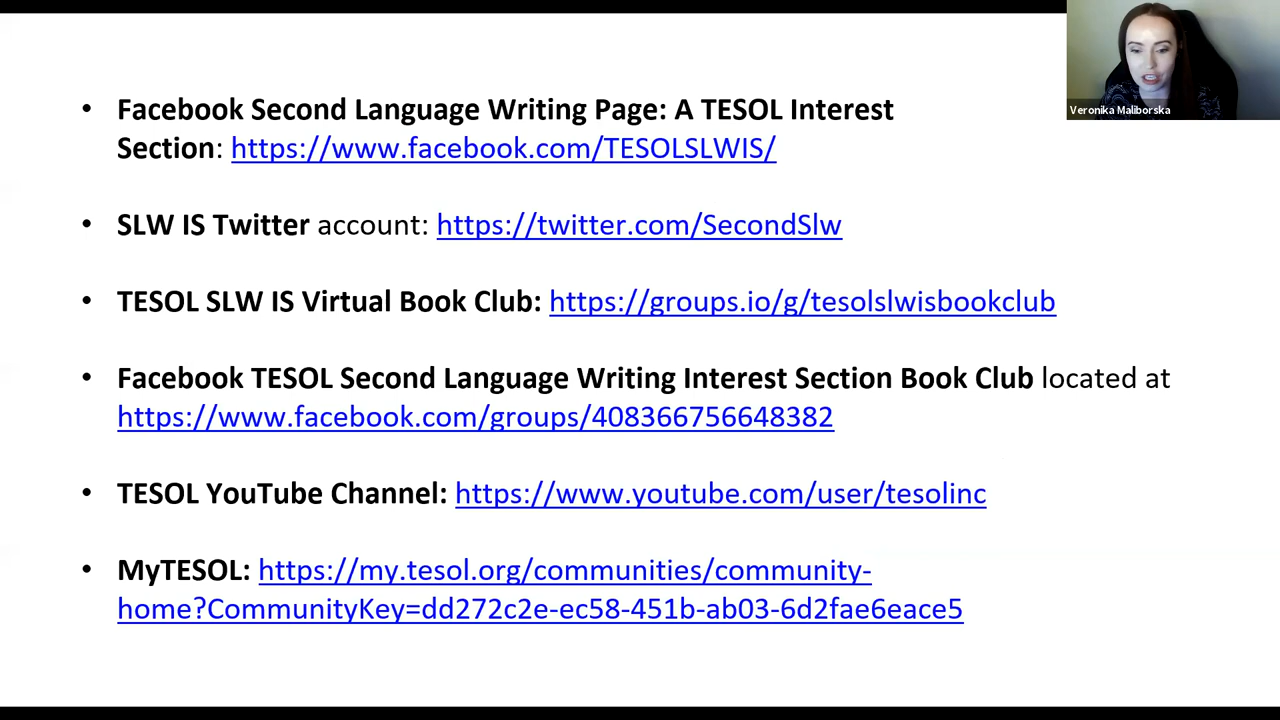 • Facebook Second Language Writing Page: A TESOL Interest
Section: https://www.facebook.com/TESOLSLWIS/
• SLW IS Twitter account: https://twitter.com/SecondSlw
• TESOL SLW IS Virtual Book Club: https://groups.io/g/tesolslwisbookclub
• Facebook TESOL Second Language Writing Interest Section Book Club located at
https://www.facebook.com/groups/408366756648382
• TESOL YouTube Channel: https://www.youtube.com/user/tesolinc
• MyTESOL: https://my.tesol.org/communities/community-
home?CommunityKey=dd272c2e-ec58-451b-ab03-6d2fae6eace5
Veronika Maliborska